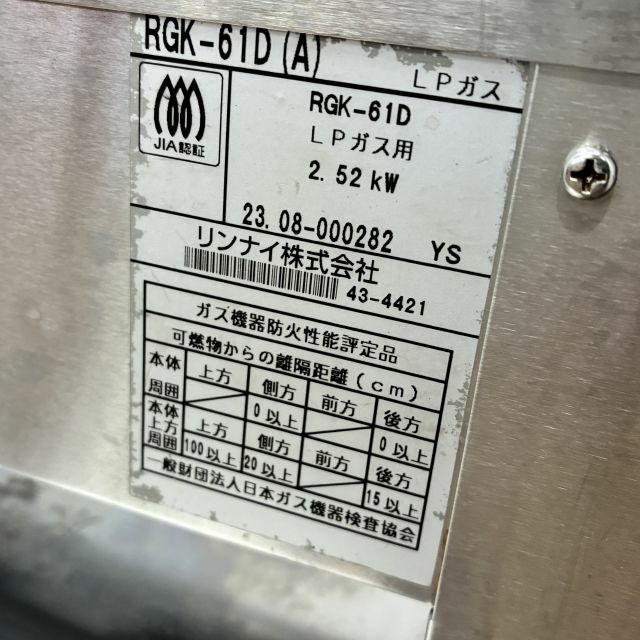 RGK-61D(A)
LPガス
JIA認証
RGK-61D
LPガス用
2.52kW
23.08-000282 YS
リンナイ株式会社
43-4421
ガス機器防火性能評定品
可燃物からの離隔距離(cm)
本体周囲 上方 側方 前方 後方
0以上 0以上
本体上方周囲 上方 側方 前方 後方
100以上 20以上 15以上
一般財団法人日本ガス機器検査協会